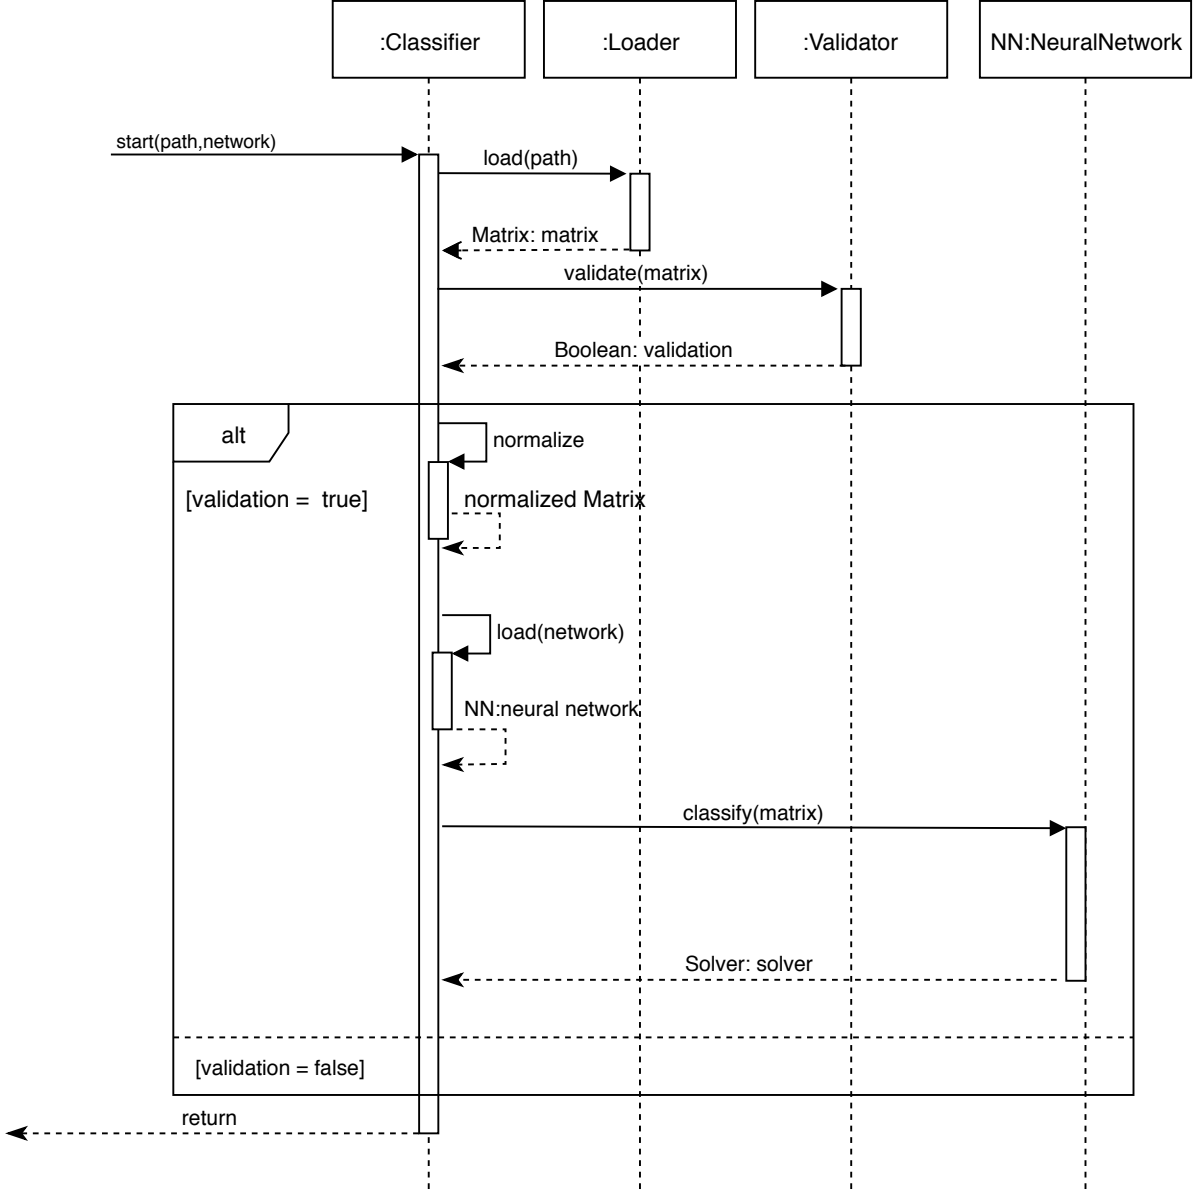 :Classifier
:Loader
:Validator
NN:NeuralNetwork
start(path,network)
load(path)
Matrix: matrix
validate(matrix)
Boolean: validation
alt
normalize
[validation =  true]
normalized Matrix
load(network)
NN:neural network
classify(matrix)
Solver: solver
[validation = false]
return